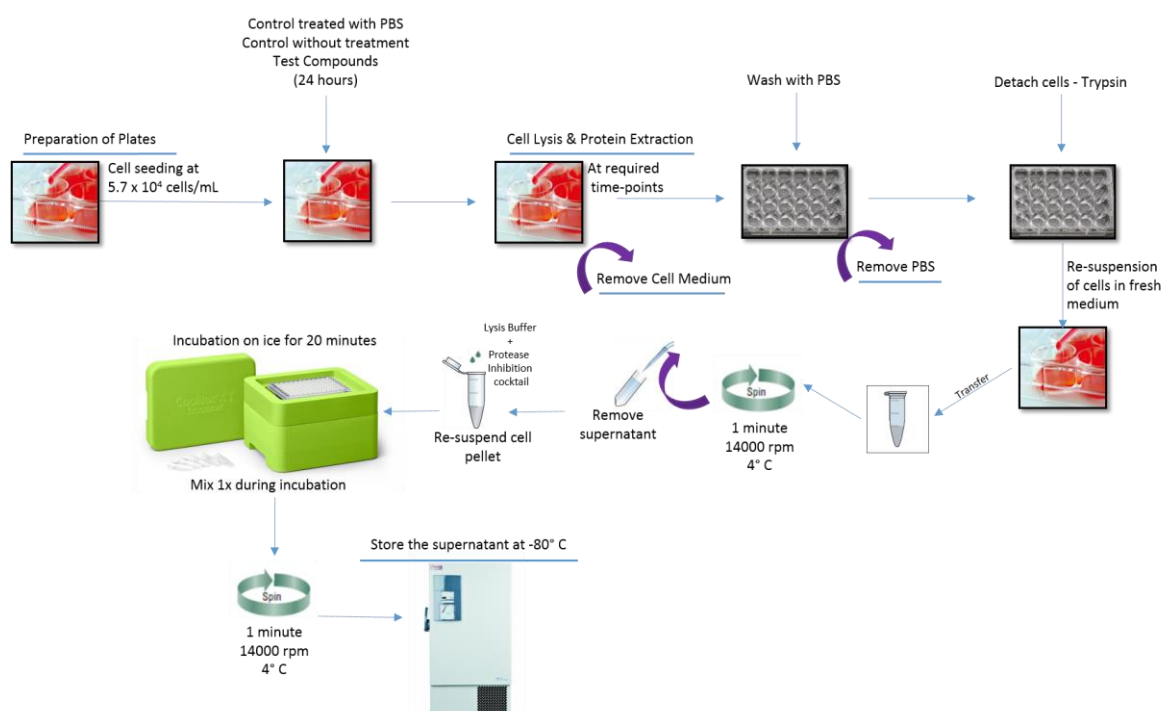 Control treated with PBS
Control without treatment
Test Compounds
(24 hours)
Wash with PBS
Detach cells - Trypsin
Preparation of Plates
Cell seeding at
5.7 x 10⁴ cells/mL
Cell Lysis & Protein Extraction
At required
time-points
Remove Cell Medium
Remove PBS
Re-suspension
of cells in fresh
medium
Transfer
Spin
1 minute
14000 rpm
4° C
Remove
supernatant
Lysis Buffer
+
Protease
Inhibition
cocktail
Re-suspend cell
pellet
Incubation on ice for 20 minutes
Mix 1x during incubation
Spin
1 minute
14000 rpm
4° C
Store the supernatant at -80° C